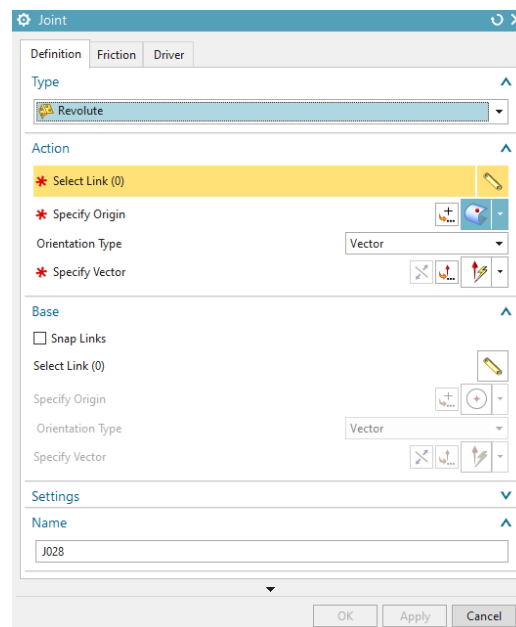 Joint
Definition Friction Driver
Type
Revolute
Action
* Select Link (0)
* Specify Origin
Orientation Type Vector
* Specify Vector
Base
Snap Links
Select Link (0)
Specify Origin
Orientation Type Vector
Specify Vector
Settings
Name
J028
OK Apply Cancel